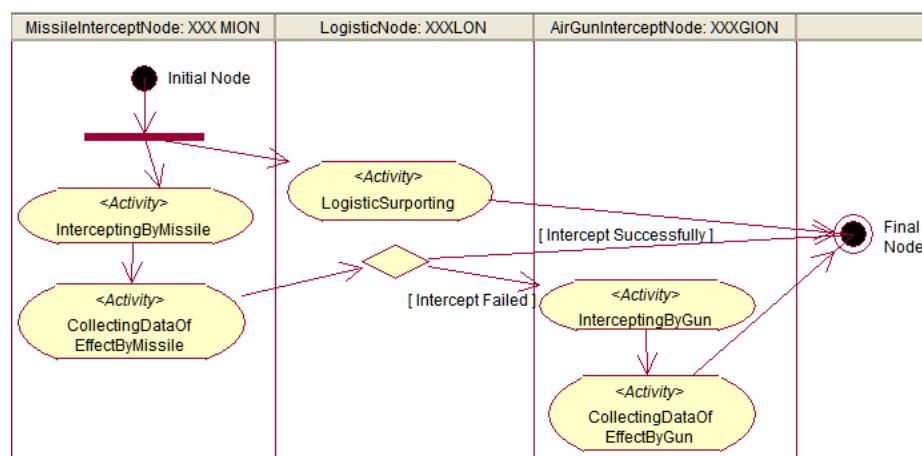 MissileInterceptNode: XXX MION
LogisticNode: XXXLON
AirGunInterceptNode: XXXGION
Initial Node
<Activity>
InterceptingByMissile
<Activity>
LogisticSurporting
[ Intercept Successfully ]
Final
Node
<Activity>
CollectingDataOf
EffectByMissile
[ Intercept Failed ]
<Activity>
InterceptingByGun
<Activity>
CollectingDataOf
EffectByGun